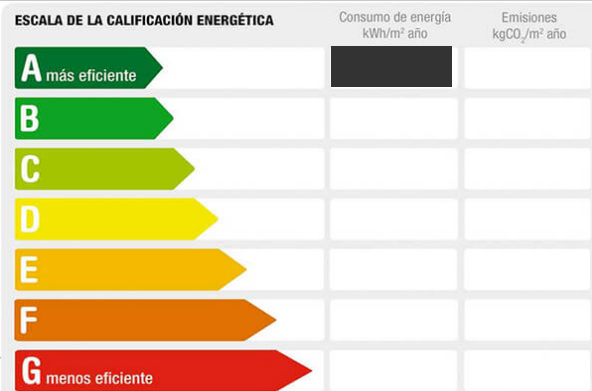 ESCALA DE LA CALIFICACIÓN ENERGÉTICA
Consumo de energía
kWh/m² año
Emisiones
kgCO₂/m² año
A más eficiente
B
C
D
E
F
G menos eficiente